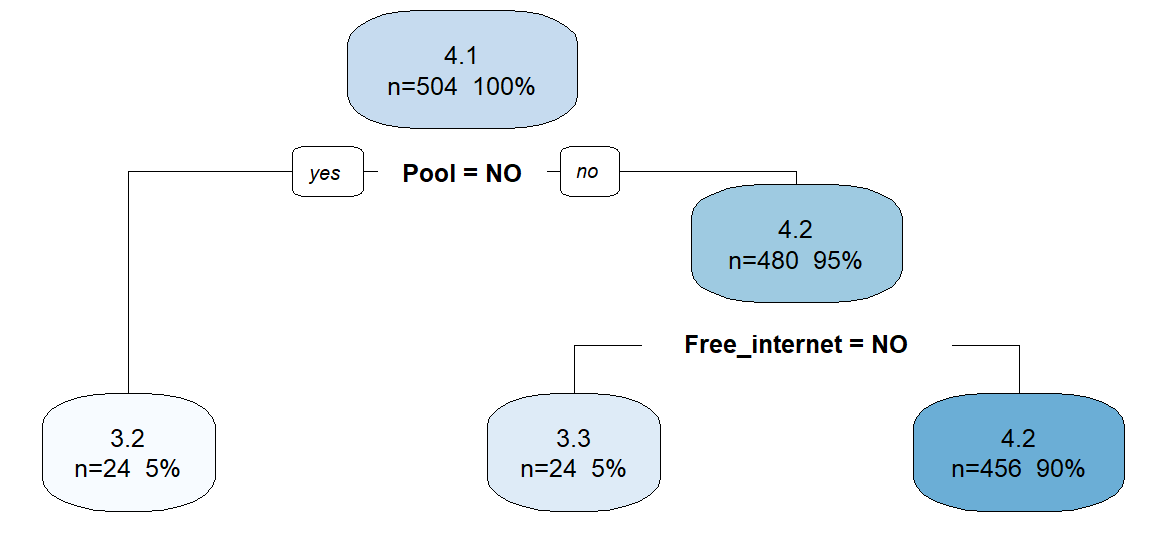 4.1
n=504 100%
yes
Pool = NO
no
4.2
n=480 95%
Free_internet = NO
3.2
n=24 5%
3.3
n=24 5%
4.2
n=456 90%